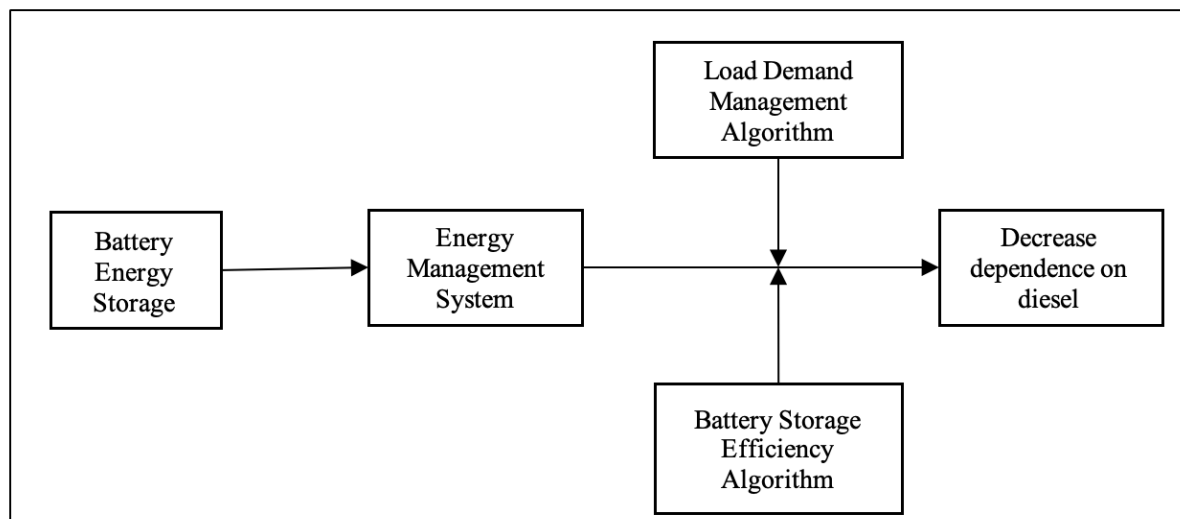 Load Demand
Management
Algorithm
Battery
Energy
Storage
Energy
Management
System
Decrease
dependence on
diesel
Battery Storage
Efficiency
Algorithm